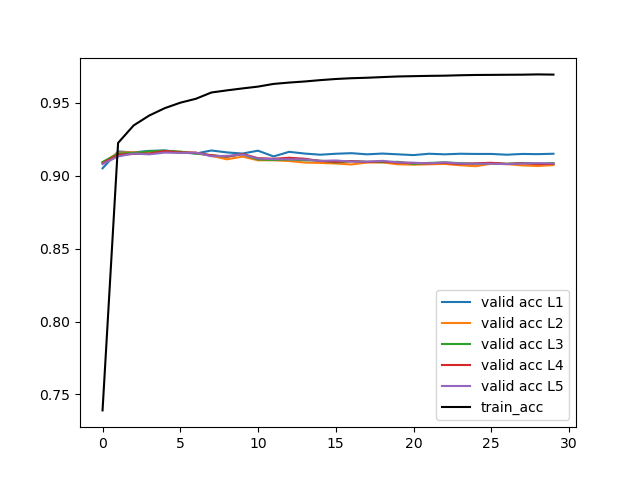 0.95
0.90
0.85
0.80
0.75
0 5 10 15 20 25 30
valid acc L1
valid acc L2
valid acc L3
valid acc L4
valid acc L5
train_acc